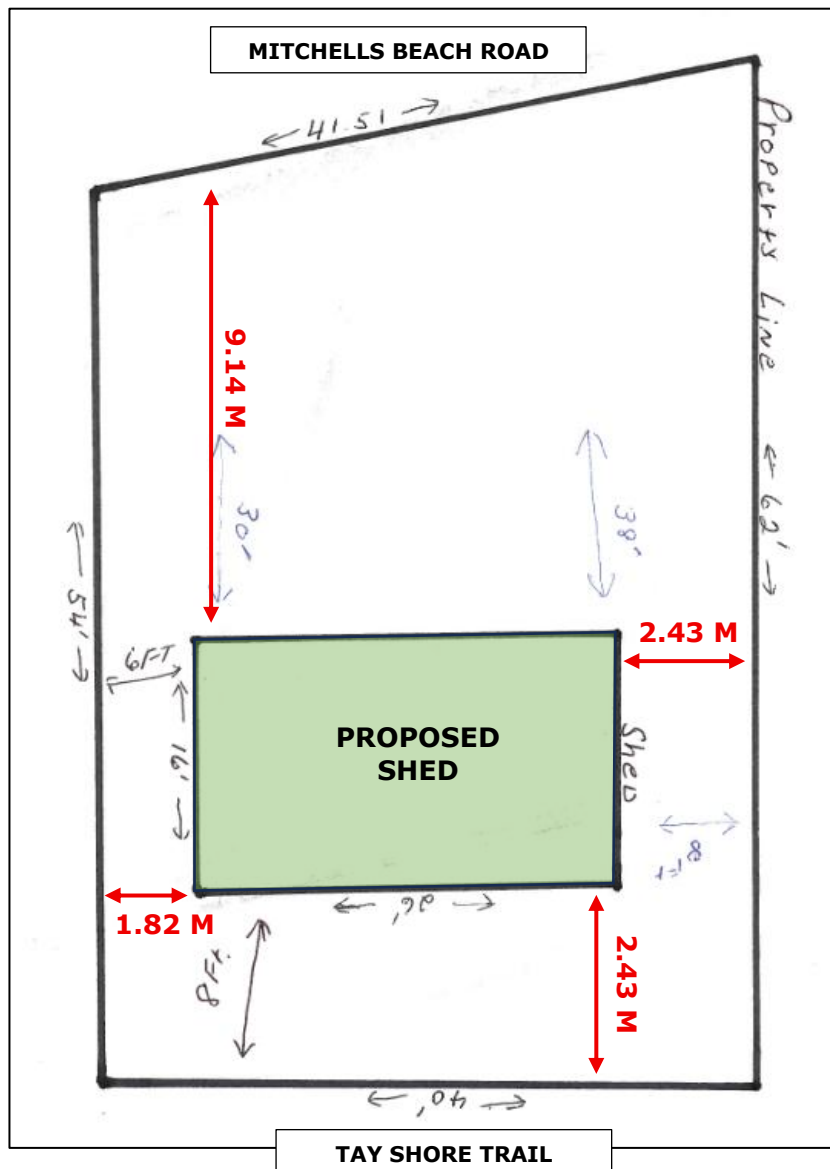 MITCHELLS BEACH ROAD
41.51
Property Line
9.14 M
30'
38'
62'
54'
6FT
2.43 M
16'
PROPOSED
SHED
Shed
8Ft
1.82 M
26'
8Ft.
2.43 M
40'
TAY SHORE TRAIL